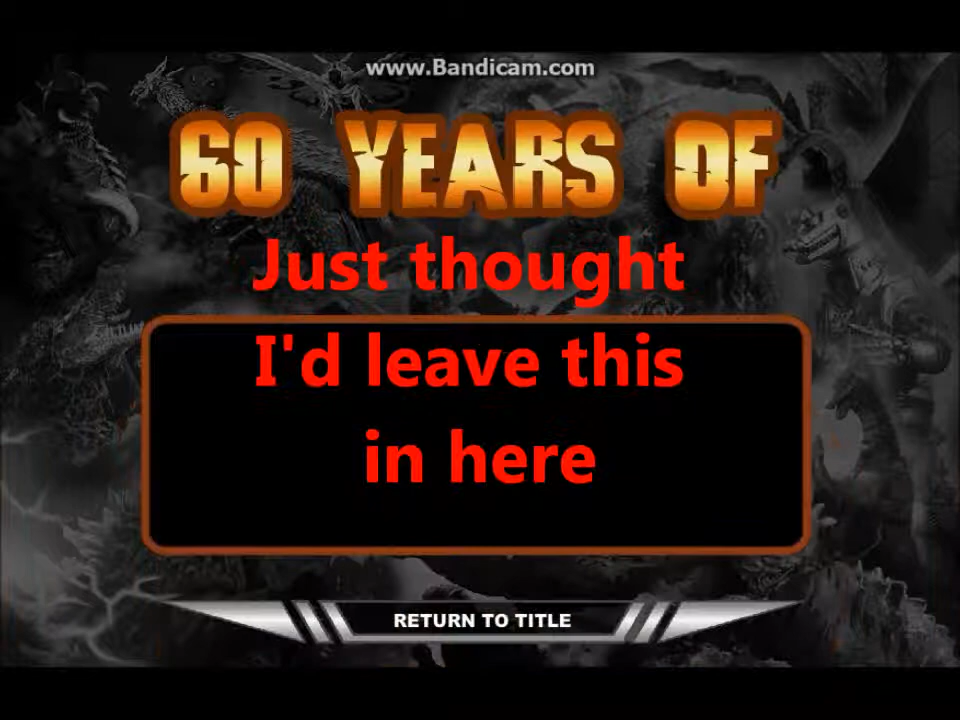 www.Bandicam.com
60 YEARS OF
Just thought
I'd leave this
in here
RETURN TO TITLE